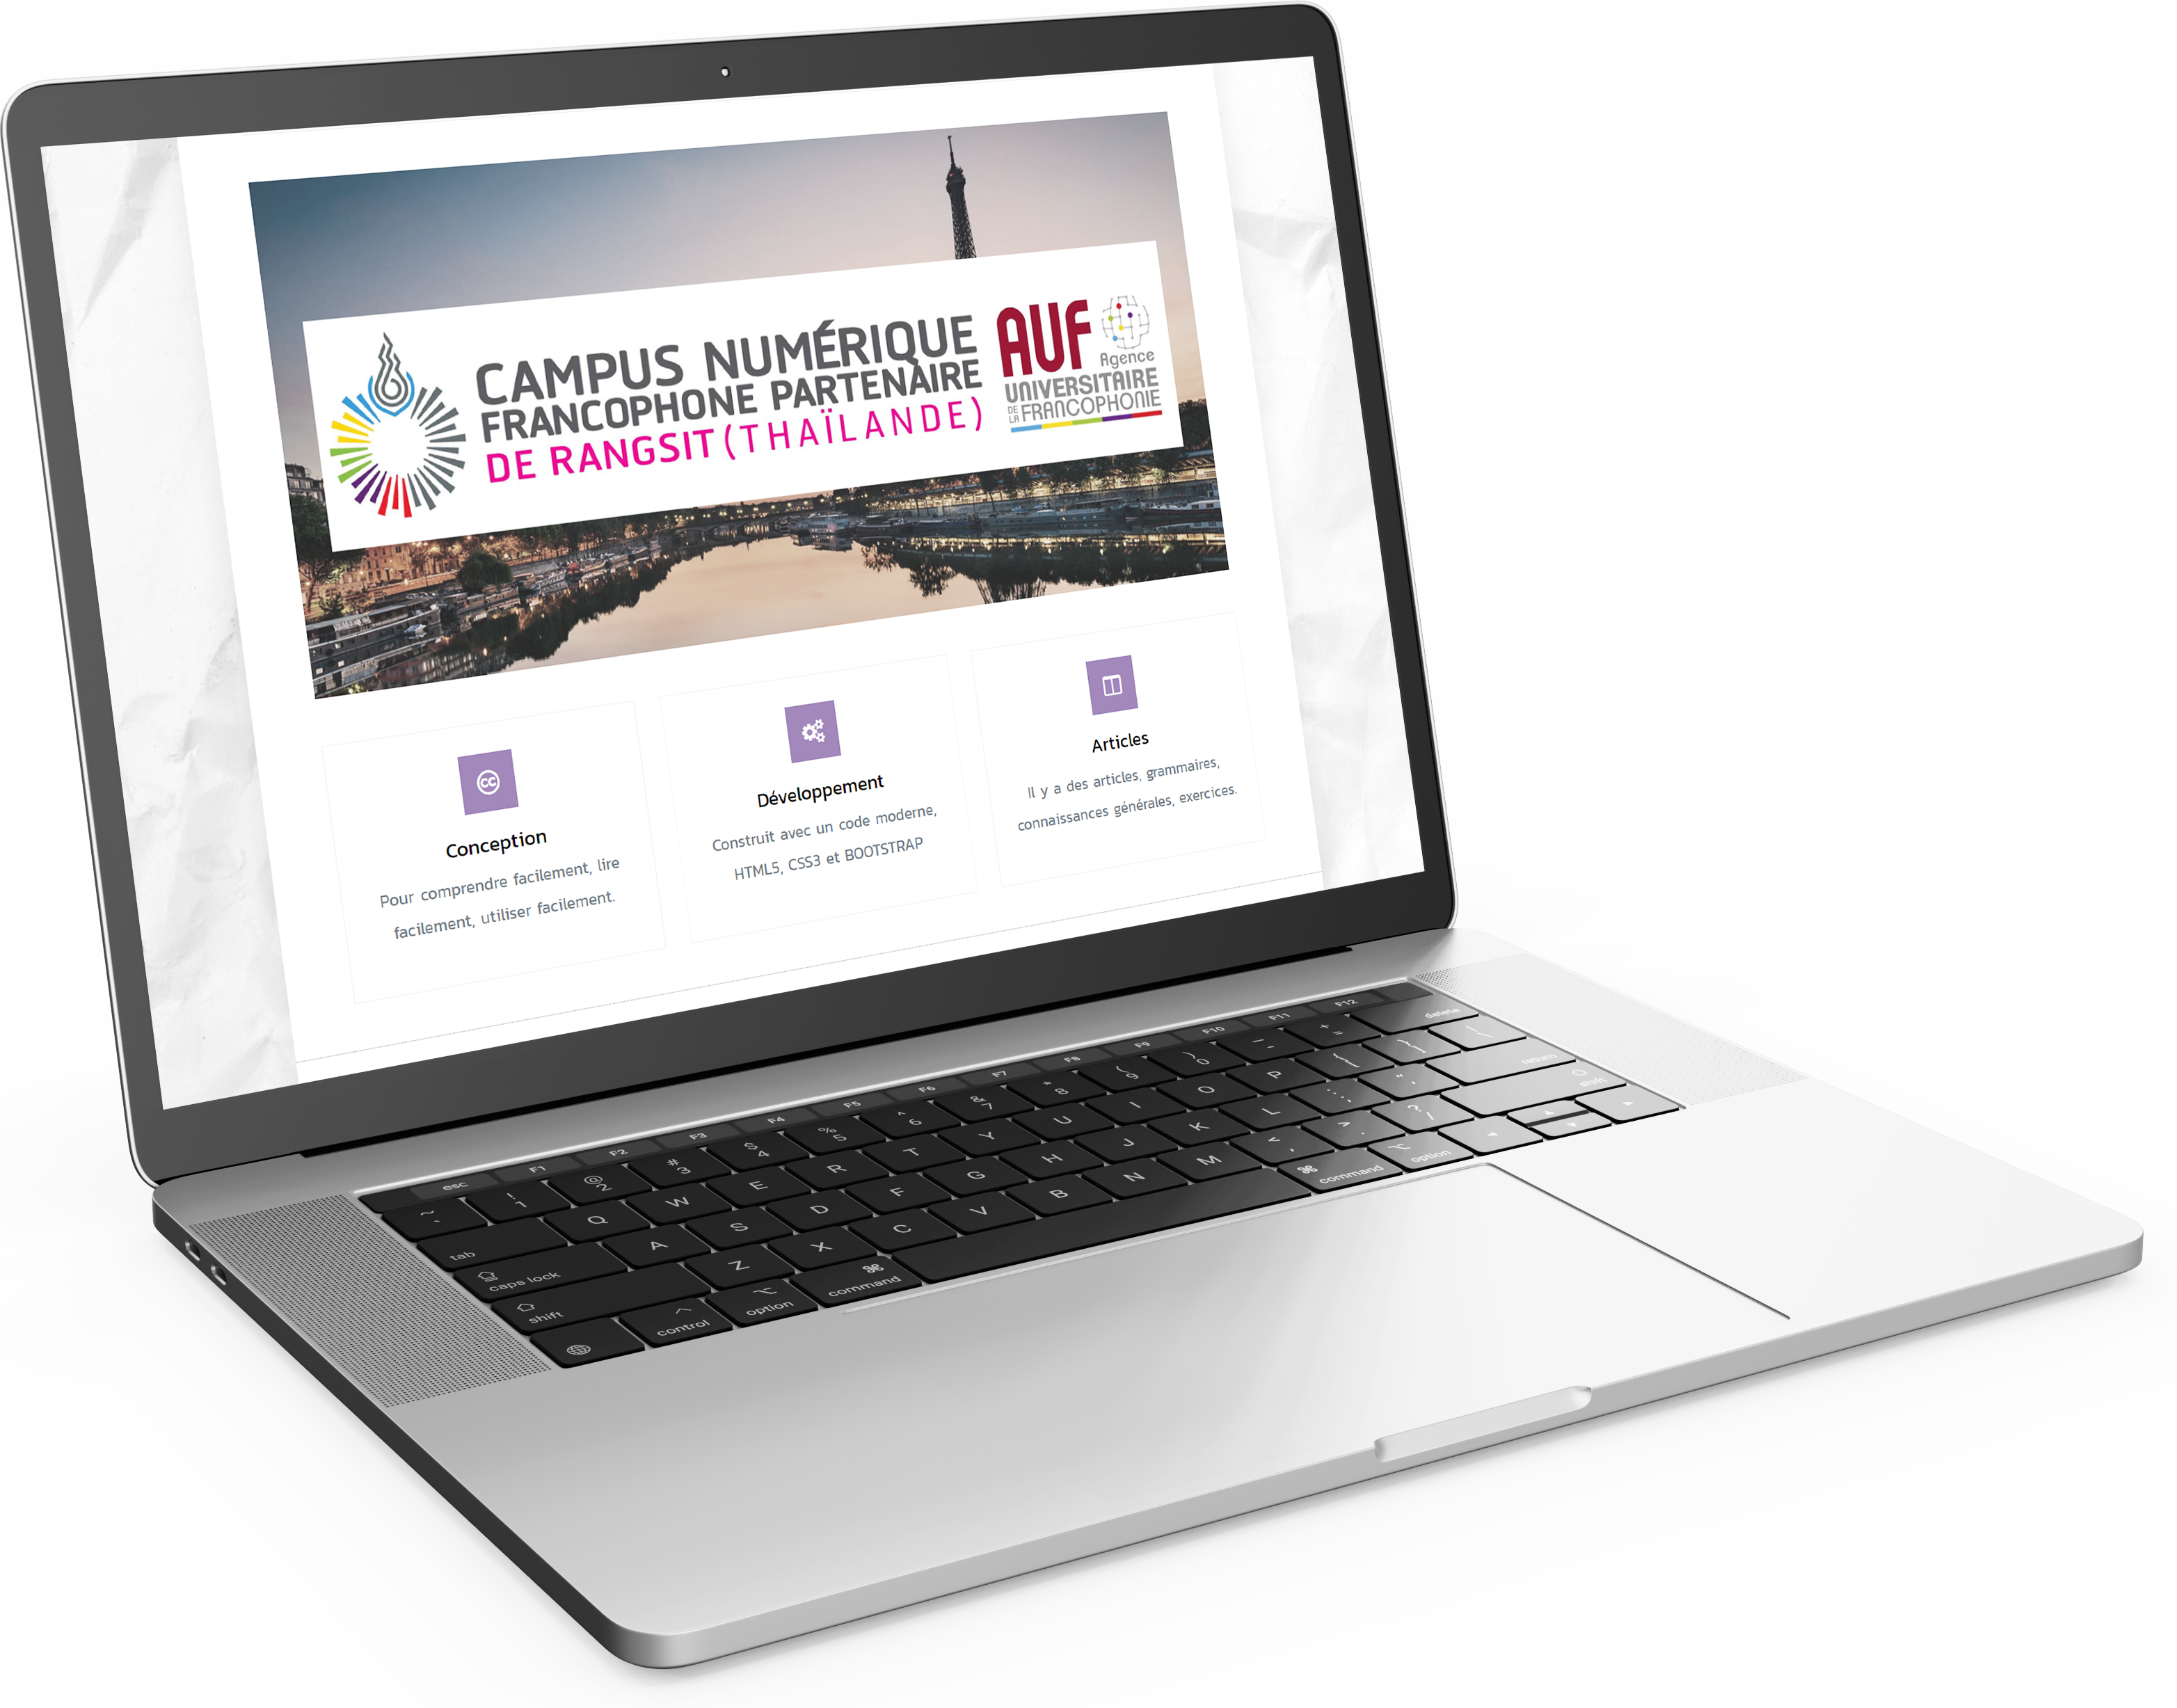 CAMPUS NUMÉRIQUE
FRANCOPHONE PARTENAIRE
DE RANGSIT (THAÏLANDE)
AUF
Agence
UNIVERSITAIRE
DE LA FRANCOPHONIE
Conception
Pour comprendre facilement, lire
facilement, utiliser facilement.
Développement
Construit avec un code moderne,
HTML5, CSS3 et BOOTSTRAP
Articles
Il y a des articles, grammaires,
connaissances générales, exercices.
esc F1 F2 F3 F4 F5 F6 F7 F8 F9 F10 F11 F12
~ ! 1 @ 2 # 3 $ 4 % 5 ^ 6 & 7 * 8 ( 9 ) 0 _ - + = delete
tab Q W E R T Y U I O P { [ } ] | \
caps lock A S D F G H J K L : ; " ' return
shift Z X C V B N M < , > . ? / shift
control option command command option